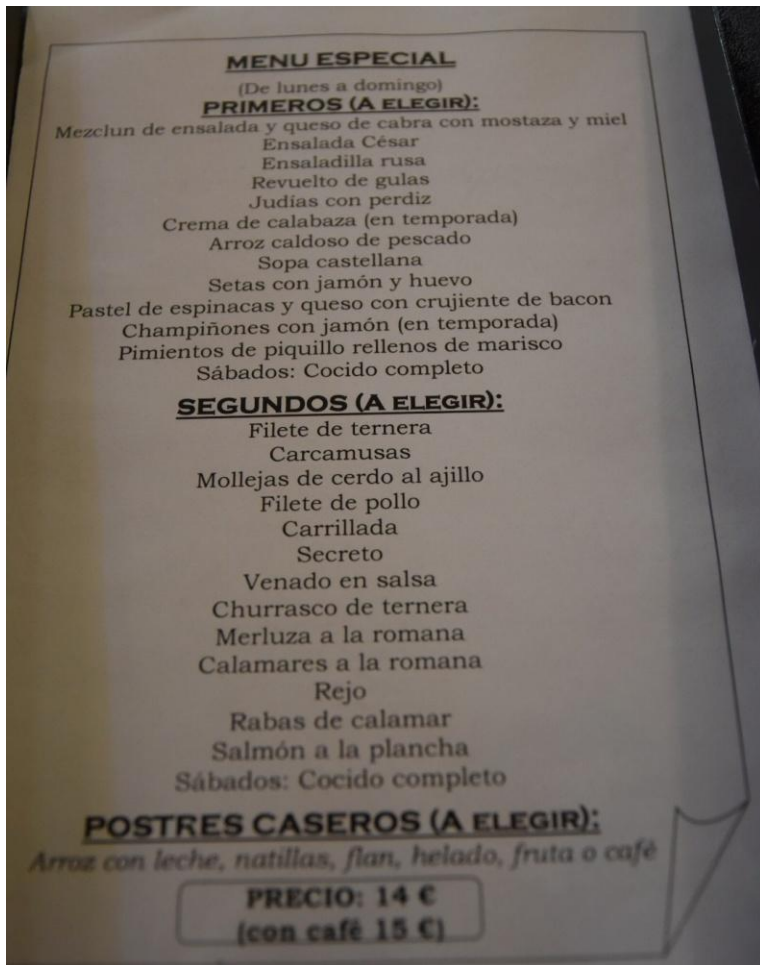 MENU ESPECIAL
(De lunes a domingo)
PRIMEROS (A ELEGIR):
Mezclun de ensalada y queso de cabra con mostaza y miel
Ensalada César
Ensaladilla rusa
Revuelto de gulas
Judías con perdiz
Crema de calabaza (en temporada)
Arroz caldoso de pescado
Sopa castellana
Setas con jamón y huevo
Pastel de espinacas y queso con crujiente de bacon
Champiñones con jamón (en temporada)
Pimientos de piquillo rellenos de marisco
Sábados: Cocido completo
SEGUNDOS (A ELEGIR):
Filete de ternera
Carcamusas
Mollejas de cerdo al ajillo
Filete de pollo
Carrillada
Secreto
Venado en salsa
Churrasco de ternera
Merluza a la romana
Calamares a la romana
Rejo
Rabas de calamar
Salmón a la plancha
Sábados: Cocido completo
POSTRES CASEROS (A ELEGIR):
Arroz con leche, natillas, flan, helado, fruta o café
PRECIO: 14 €
(con café 15 €)